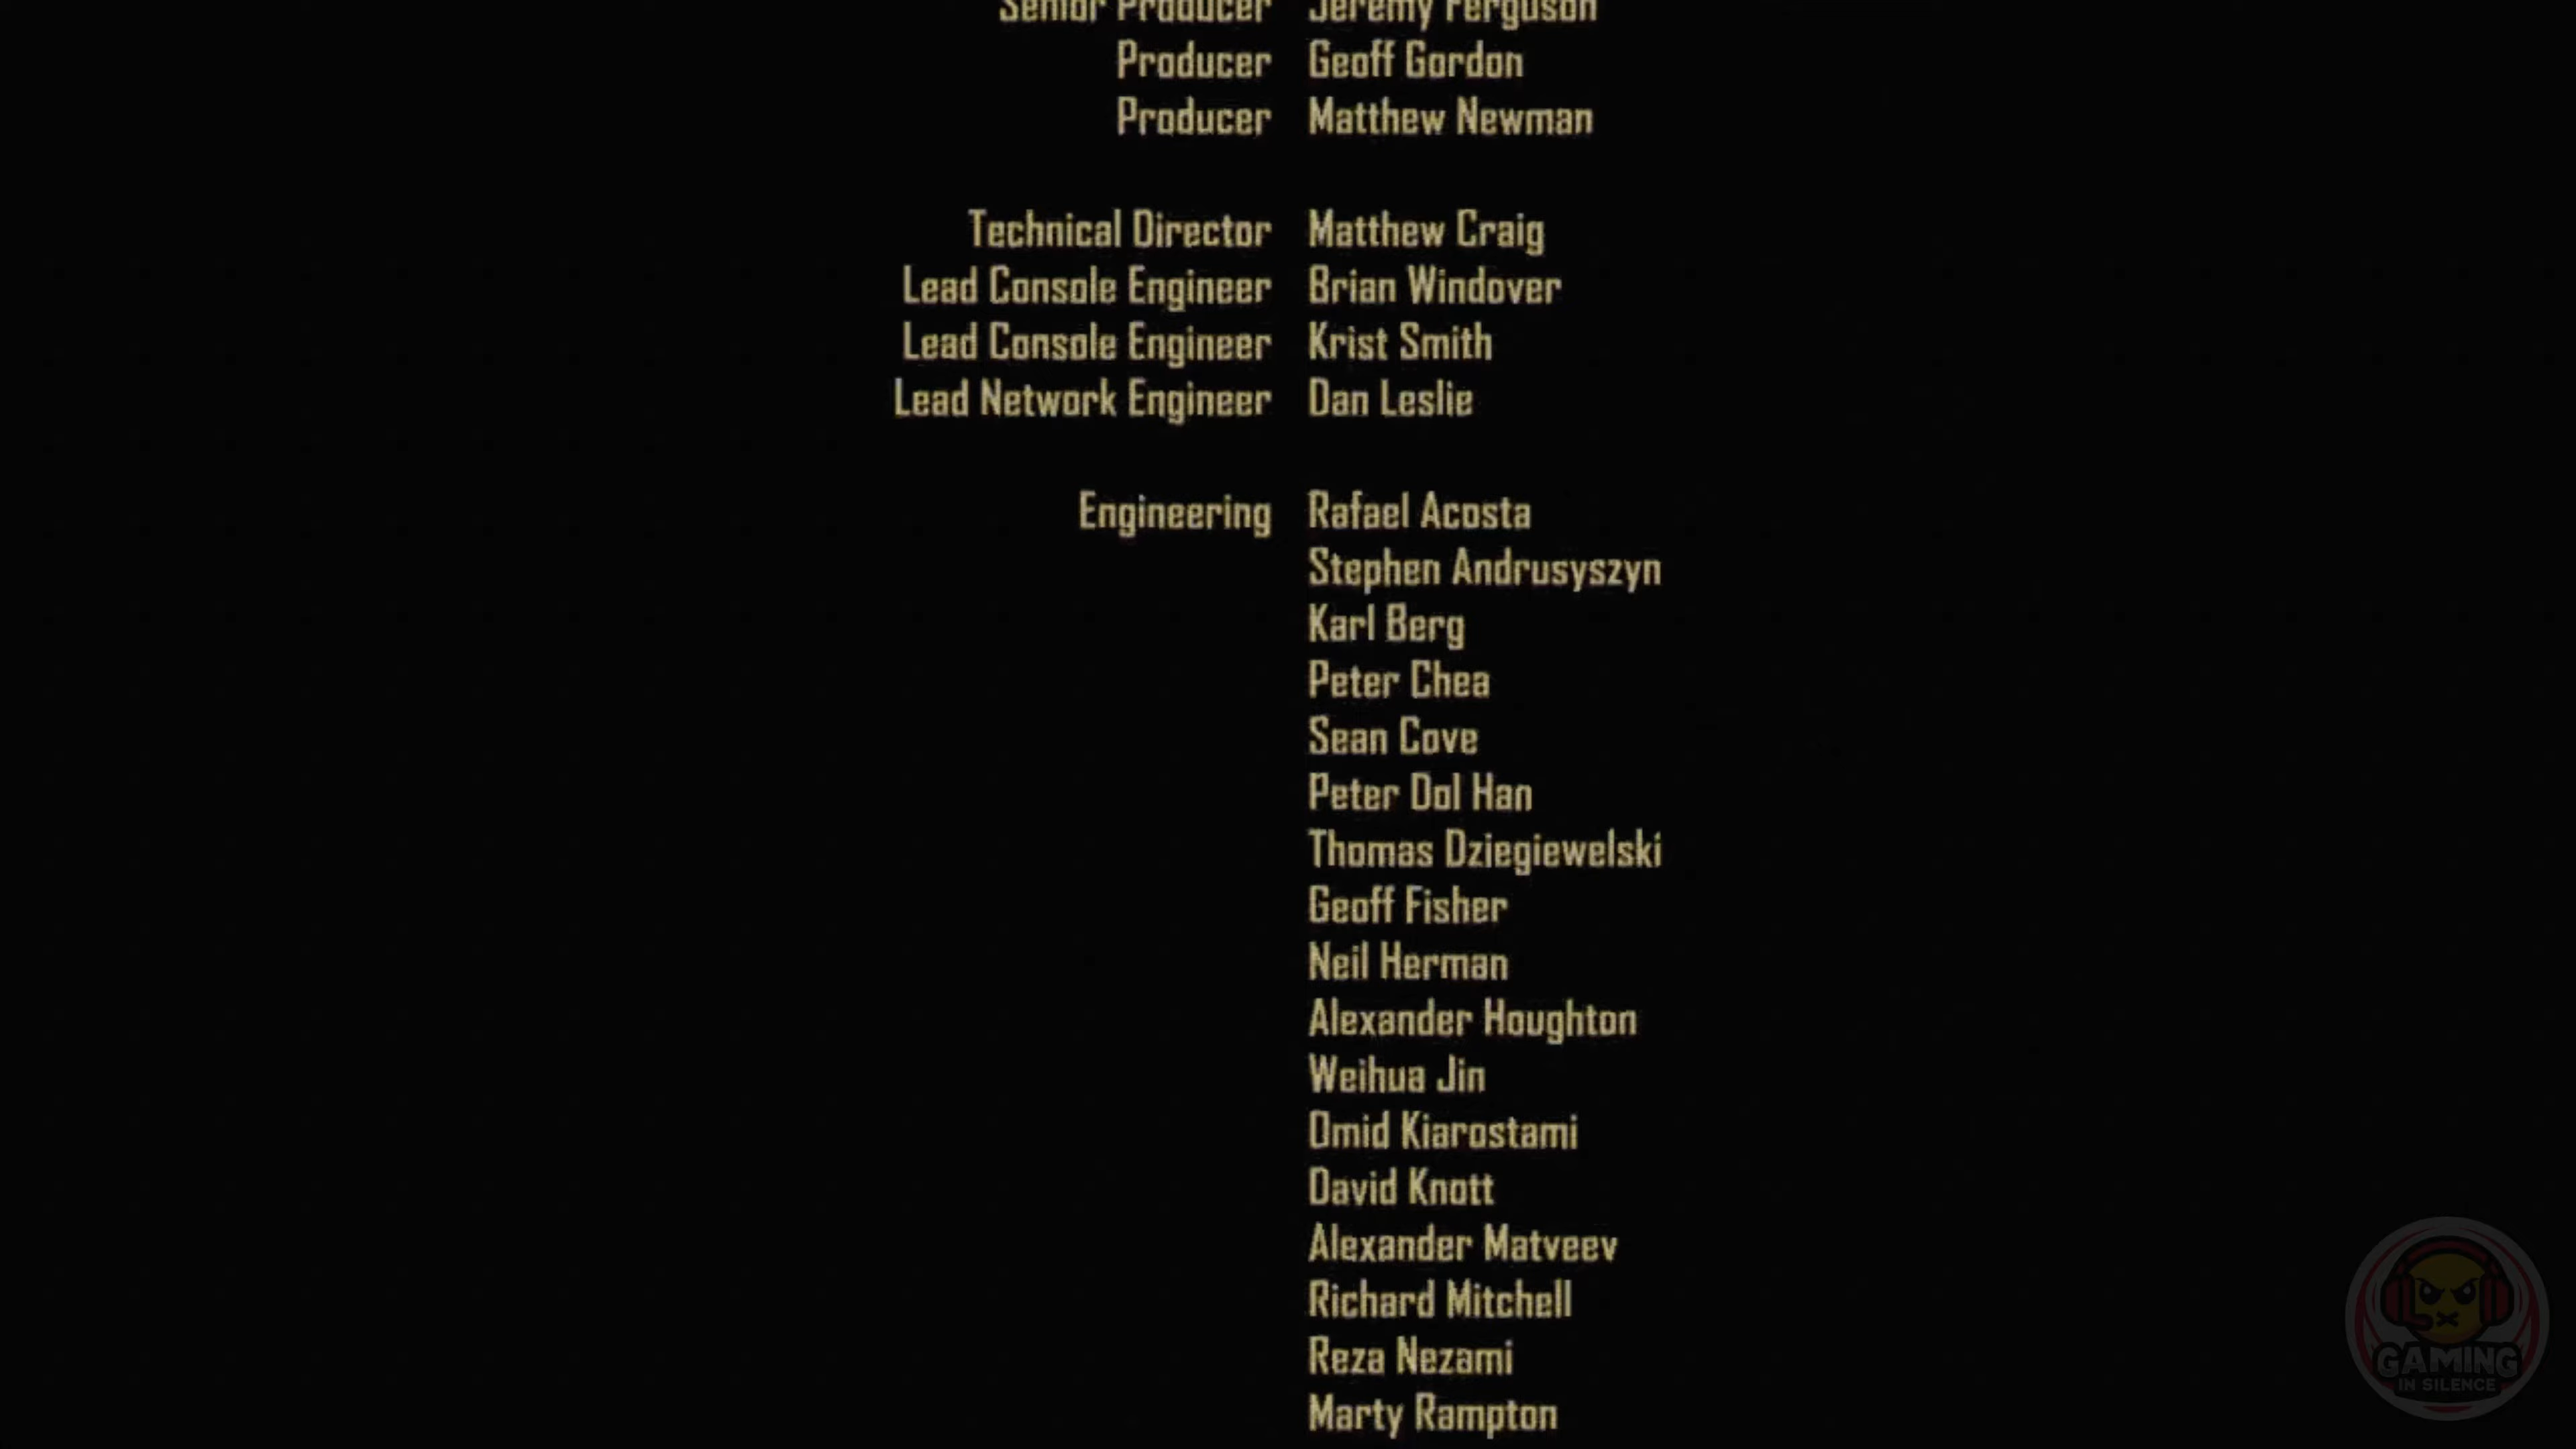 Senior Producer Jeremy Ferguson
Producer Geoff Gordon
Producer Matthew Newman
Technical Director Matthew Craig
Lead Console Engineer Brian Windover
Lead Console Engineer Krist Smith
Lead Network Engineer Dan Leslie
Engineering Rafael Acosta
Stephen Andrusyszyn
Karl Berg
Peter Chea
Sean Cove
Peter Dol Han
Thomas Dziegiewelski
Geoff Fisher
Neil Herman
Alexander Houghton
Weihua Jin
Omid Kiarostami
David Knott
Alexander Matveev
Richard Mitchell
Reza Nezami
Marty Rampton
GAMING
IN SILENCE